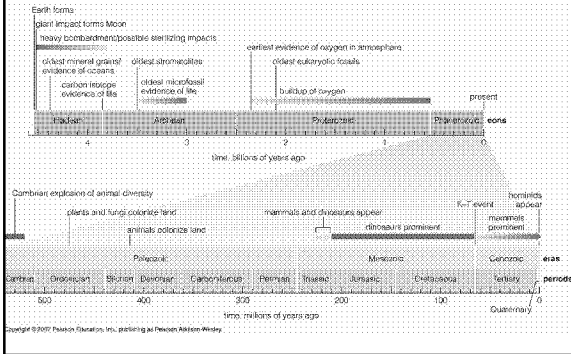 Earth forms
giant impact forms Moon
heavy bombardment/possible sterilizing impacts
earliest evidence of oxygen in atmosphere
oldest mineral grains/
evidence of oceans
oldest stromatolites
oldest eukaryotic fossils
carbon isotope
evidence of life
oldest microfossil
evidence of life
buildup of oxygen
present
Hadean
Archean
Proterozoic
Phanerozoic
eons
4
3
2
1
0
time, billions of years ago
Cambrian explosion of animal diversity
K–T event
hominids
appear
plants and fungi colonize land
mammals and dinosaurs appear
mammals
prominent
animals colonize land
dinosaurs prominent
Paleozoic
Mesozoic
Cenozoic
eras
Cambrian
Ordovician
Silurian
Devonian
Carboniferous
Permian
Triassic
Jurassic
Cretaceous
Tertiary
periods
500
400
300
200
100
0
Quaternary
time, millions of years ago
Copyright © 2007 Pearson Education, Inc., publishing as Pearson Addison-Wesley